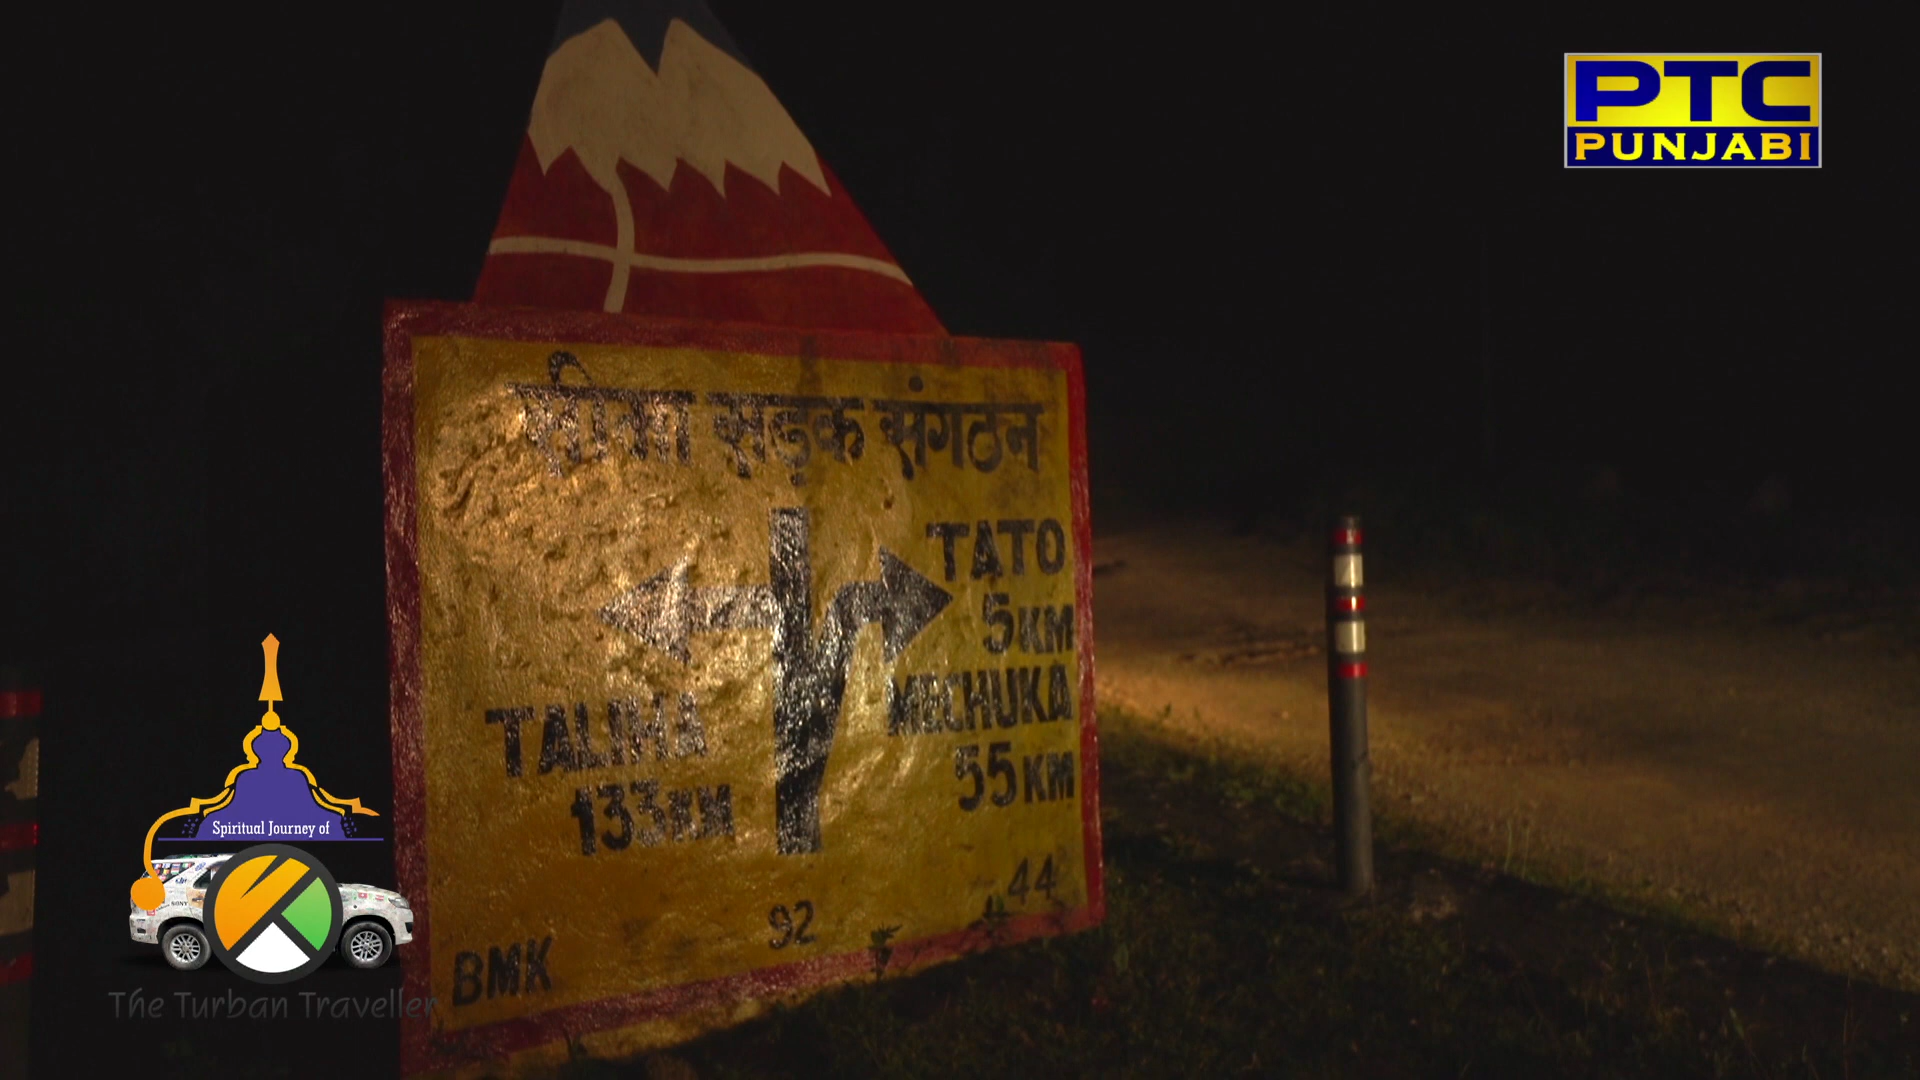 PTC
PUNJABI
सीमा सड़क संगठन
TATO
5KM
MECHUKA
55KM
TALIHA
133KM
44
92
BMK
Spiritual Journey of
SONY
The Turban Traveller